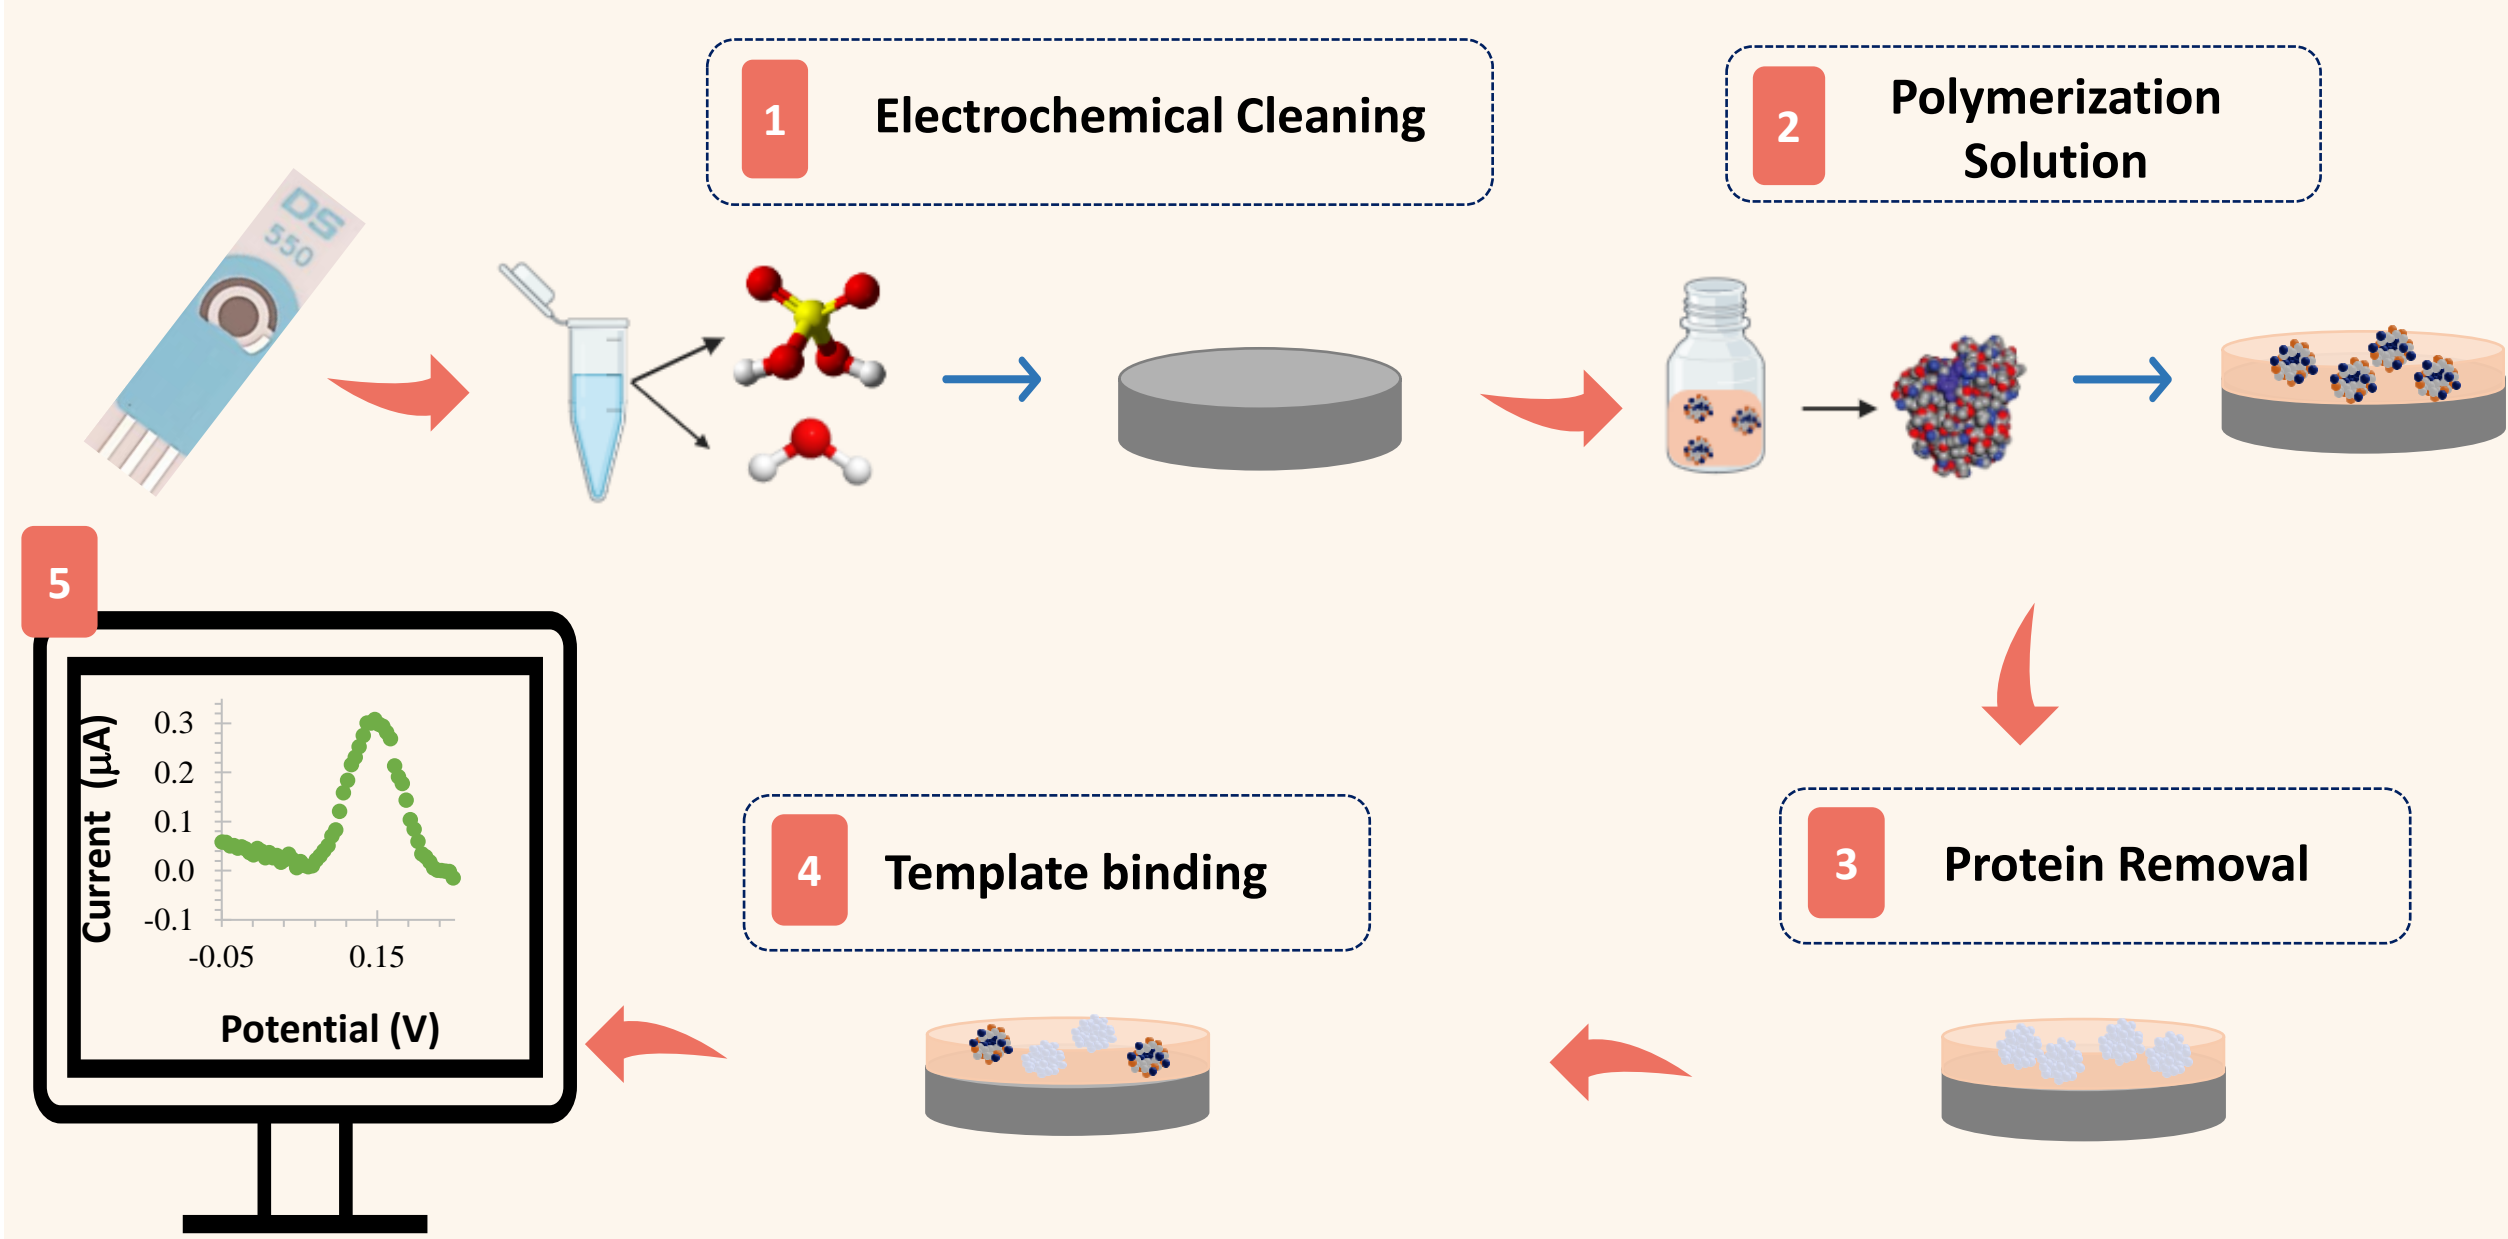 1
Electrochemical Cleaning
2
Polymerization
Solution
DS
550
5
Current (µA)
0.3
0.2
0.1
0.0
-0.1
-0.05
0.15
Potential (V)
4
Template binding
3
Protein Removal